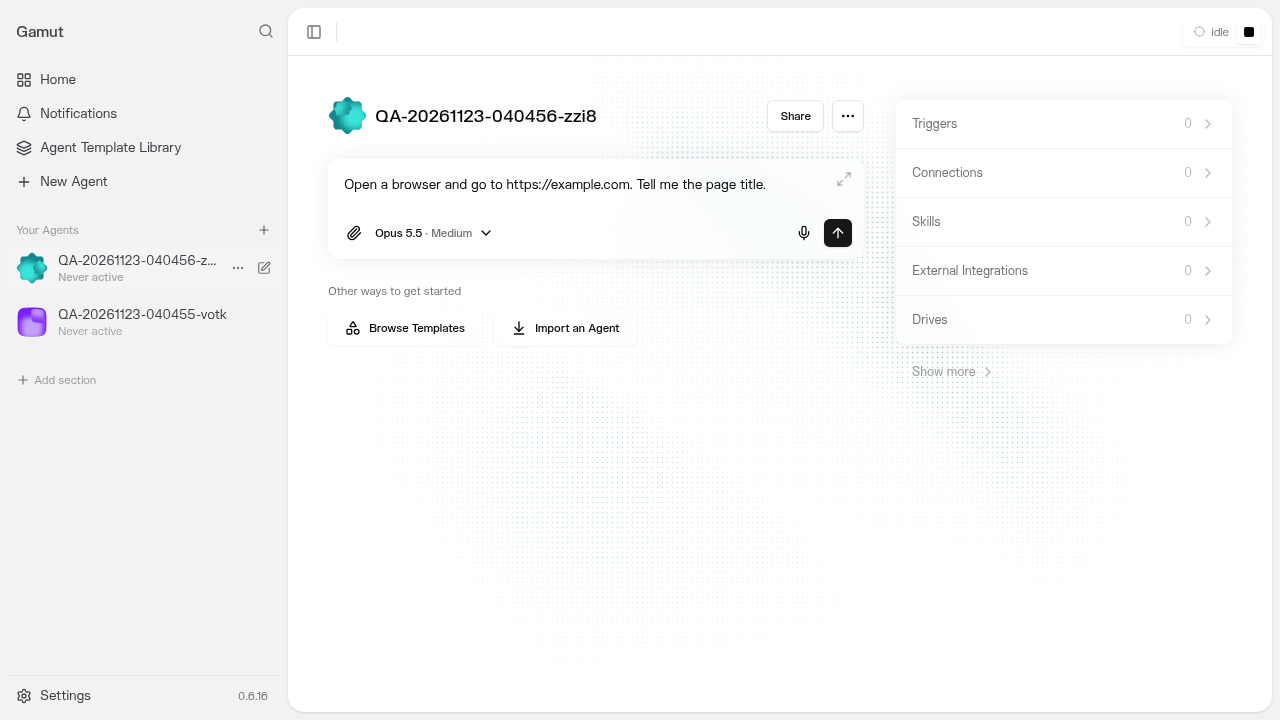 Gamut
Home
Notifications
Agent Template Library
New Agent
Your Agents
QA-20261123-040456-z...
Never active
QA-20261123-040455-votk
Never active
Add section
Settings
0.6.16
idle
QA-20261123-040456-zzi8
Share
Open a browser and go to https://example.com. Tell me the page title.
Opus 5.5 · Medium
Other ways to get started
Browse Templates
Import an Agent
Triggers 0
Connections 0
Skills 0
External Integrations 0
Drives 0
Show more